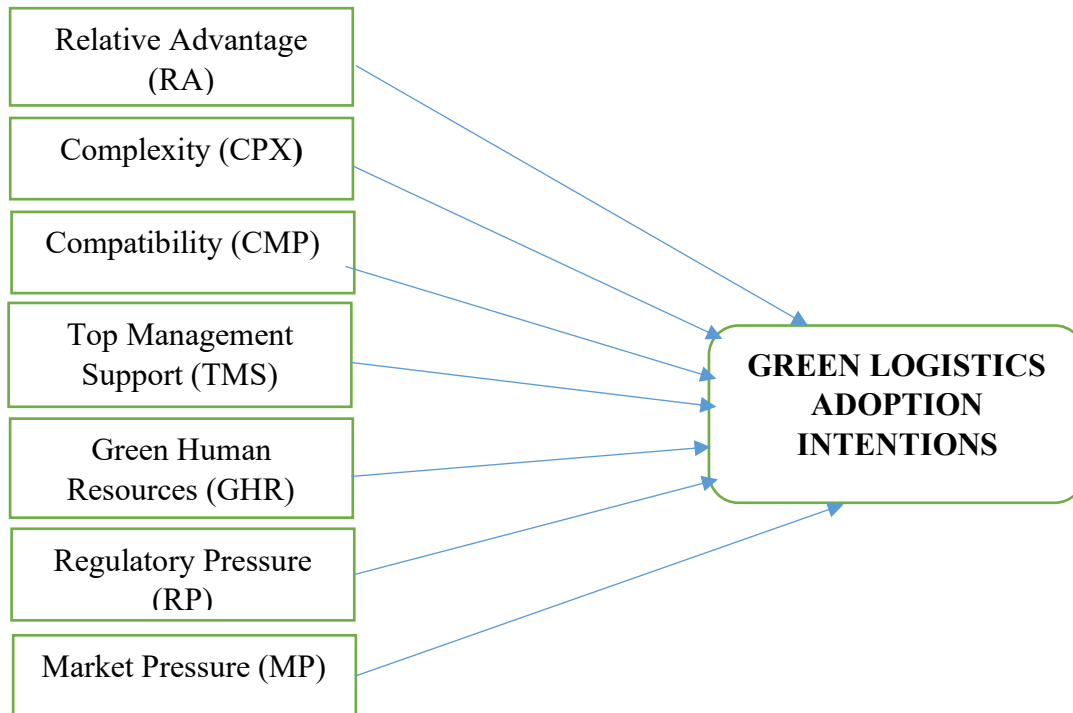 Relative Advantage
(RA)
Complexity (CPX)
Compatibility (CMP)
Top Management
Support (TMS)
Green Human
Resources (GHR)
Regulatory Pressure
(RP)
Market Pressure (MP)
GREEN LOGISTICS
ADOPTION
INTENTIONS